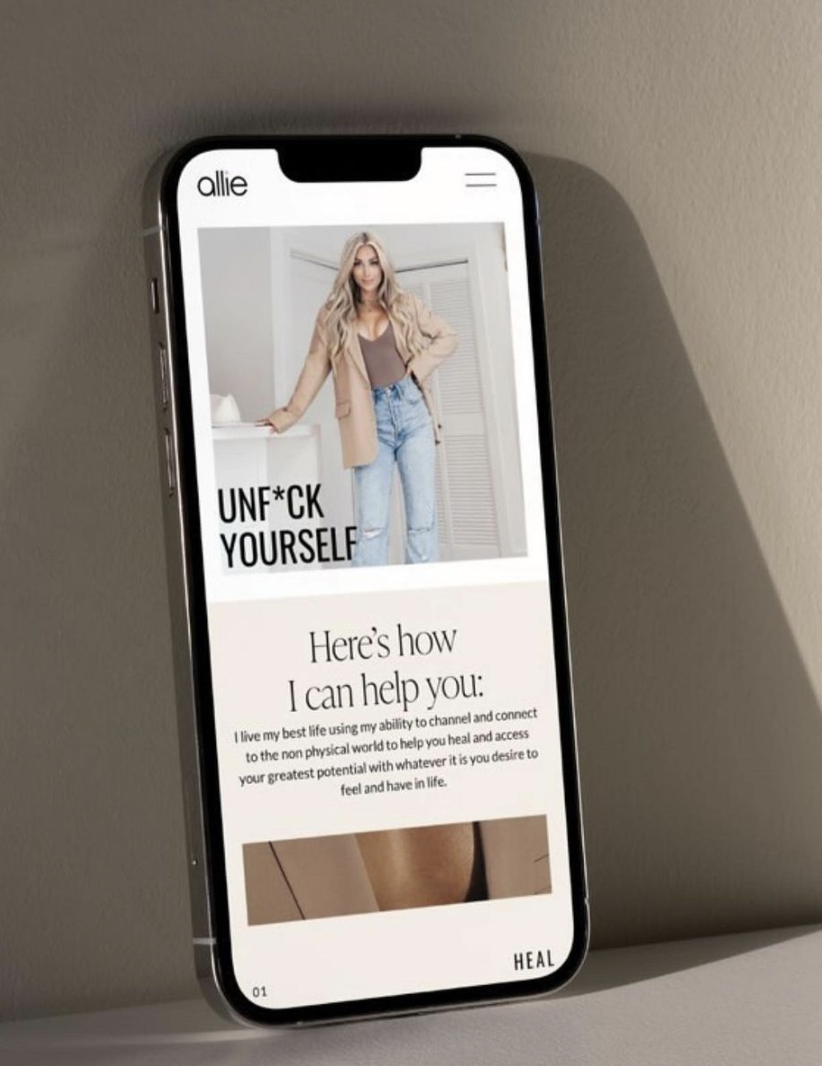 allie
UNF*CK
YOURSELF
Here's how
I can help you:
I live my best life using my ability to channel and connect
to the non physical world to help you heal and access
your greatest potential with whatever it is you desire to
feel and have in life.
01
HEAL